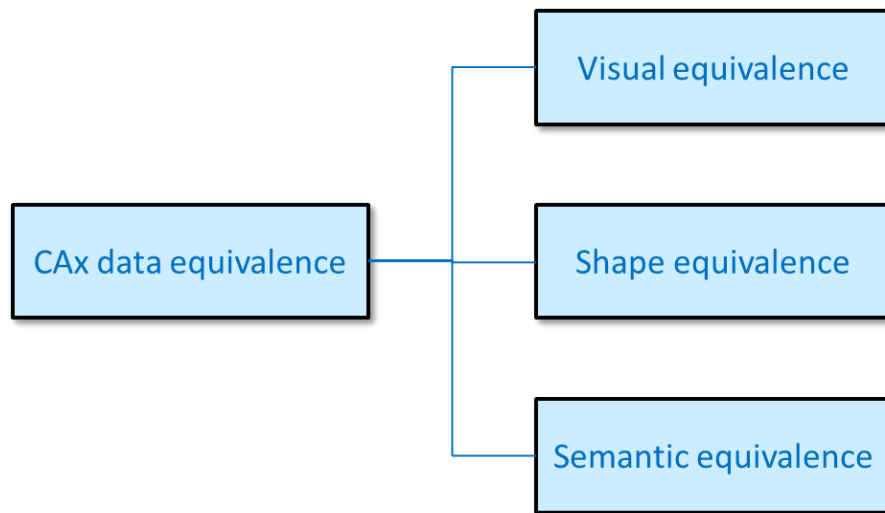 Visual equivalence
CAx data equivalence
Shape equivalence
Semantic equivalence